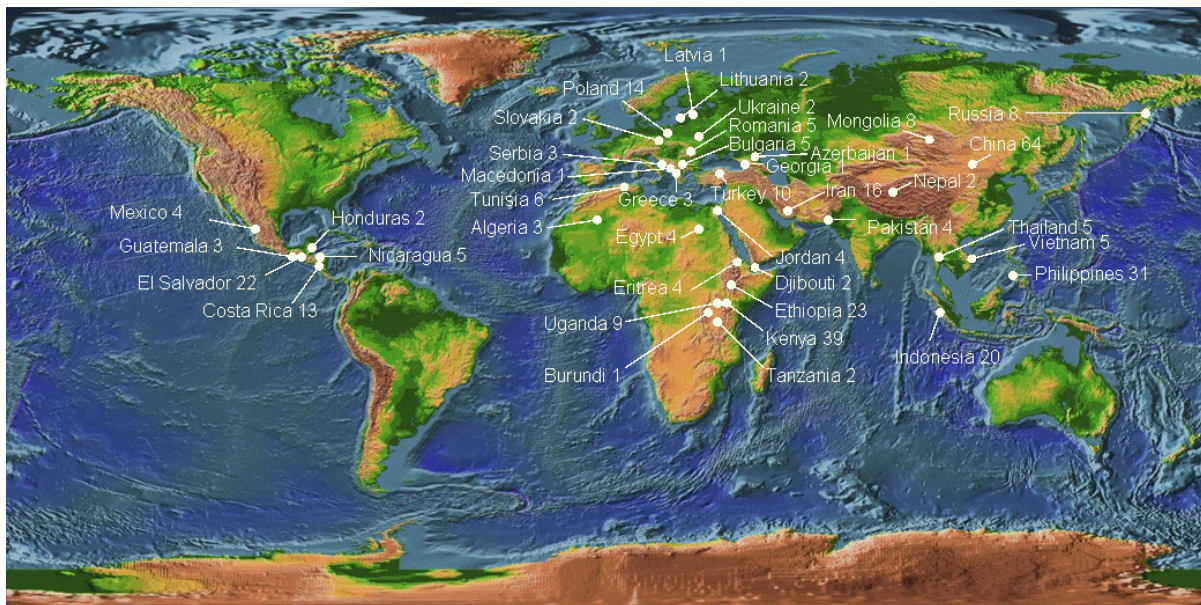 Latvia 1
Lithuania 2
Poland 14
Ukraine 2
Slovakia 2
Romania 5
Bulgaria 5
Mongolia 8
Russia 8
Serbia 3
Azerbaijan 1
China 64
Macedonia 1
Georgia 1
Tunisia 6
Greece 3
Turkey 10
Iran 16
Nepal 2
Mexico 4
Honduras 2
Algeria 3
Egypt 4
Pakistan 4
Thailand 5
Guatemala 3
Nicaragua 5
Jordan 4
Vietnam 5
El Salvador 22
Eritrea 4
Djibouti 2
Philippines 31
Costa Rica 13
Uganda 9
Ethiopia 23
Kenya 39
Indonesia 20
Burundi 1
Tanzania 2